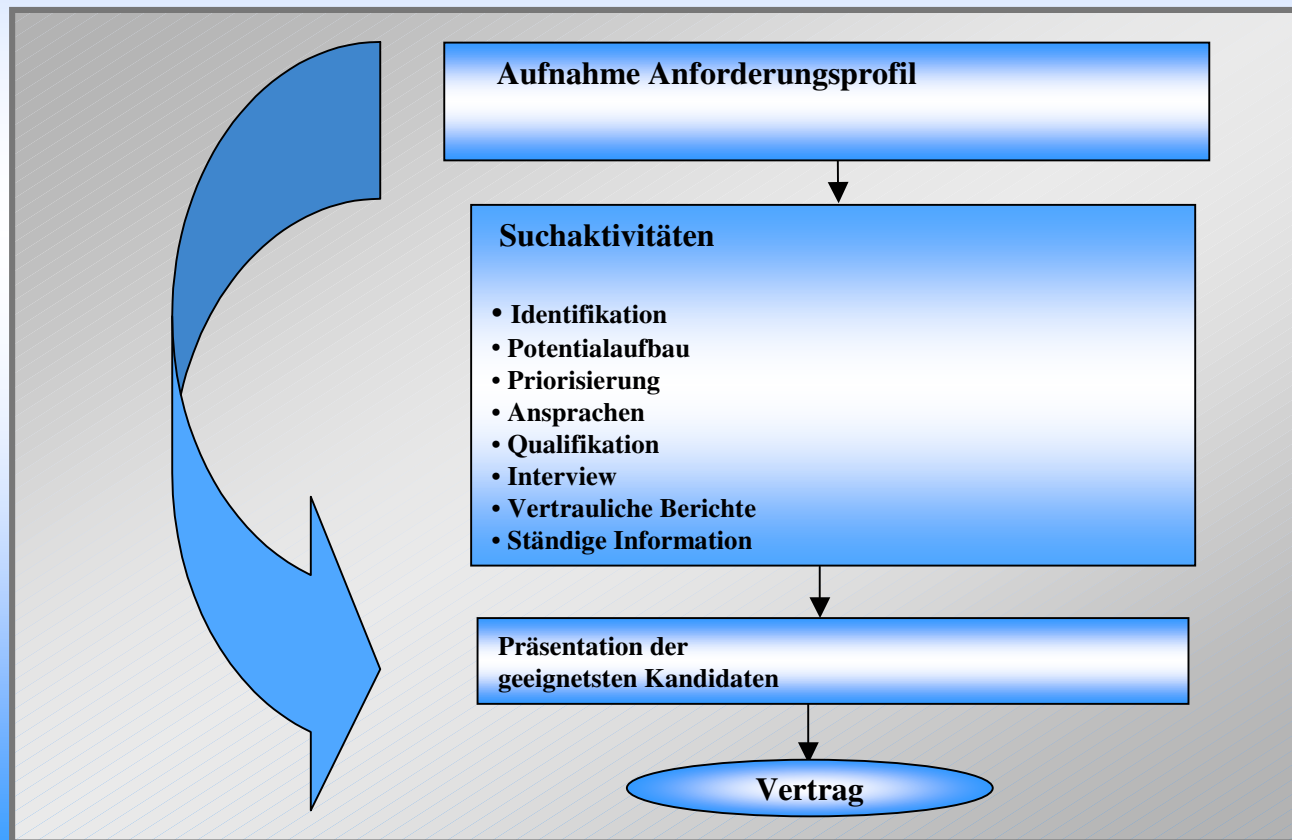 Aufnahme Anforderungsprofil
Suchaktivitäten
• Identifikation
• Potentialaufbau
• Priorisierung
• Ansprachen
• Qualifikation
• Interview
• Vertrauliche Berichte
• Ständige Information
Präsentation der
geeignetsten Kandidaten
Vertrag